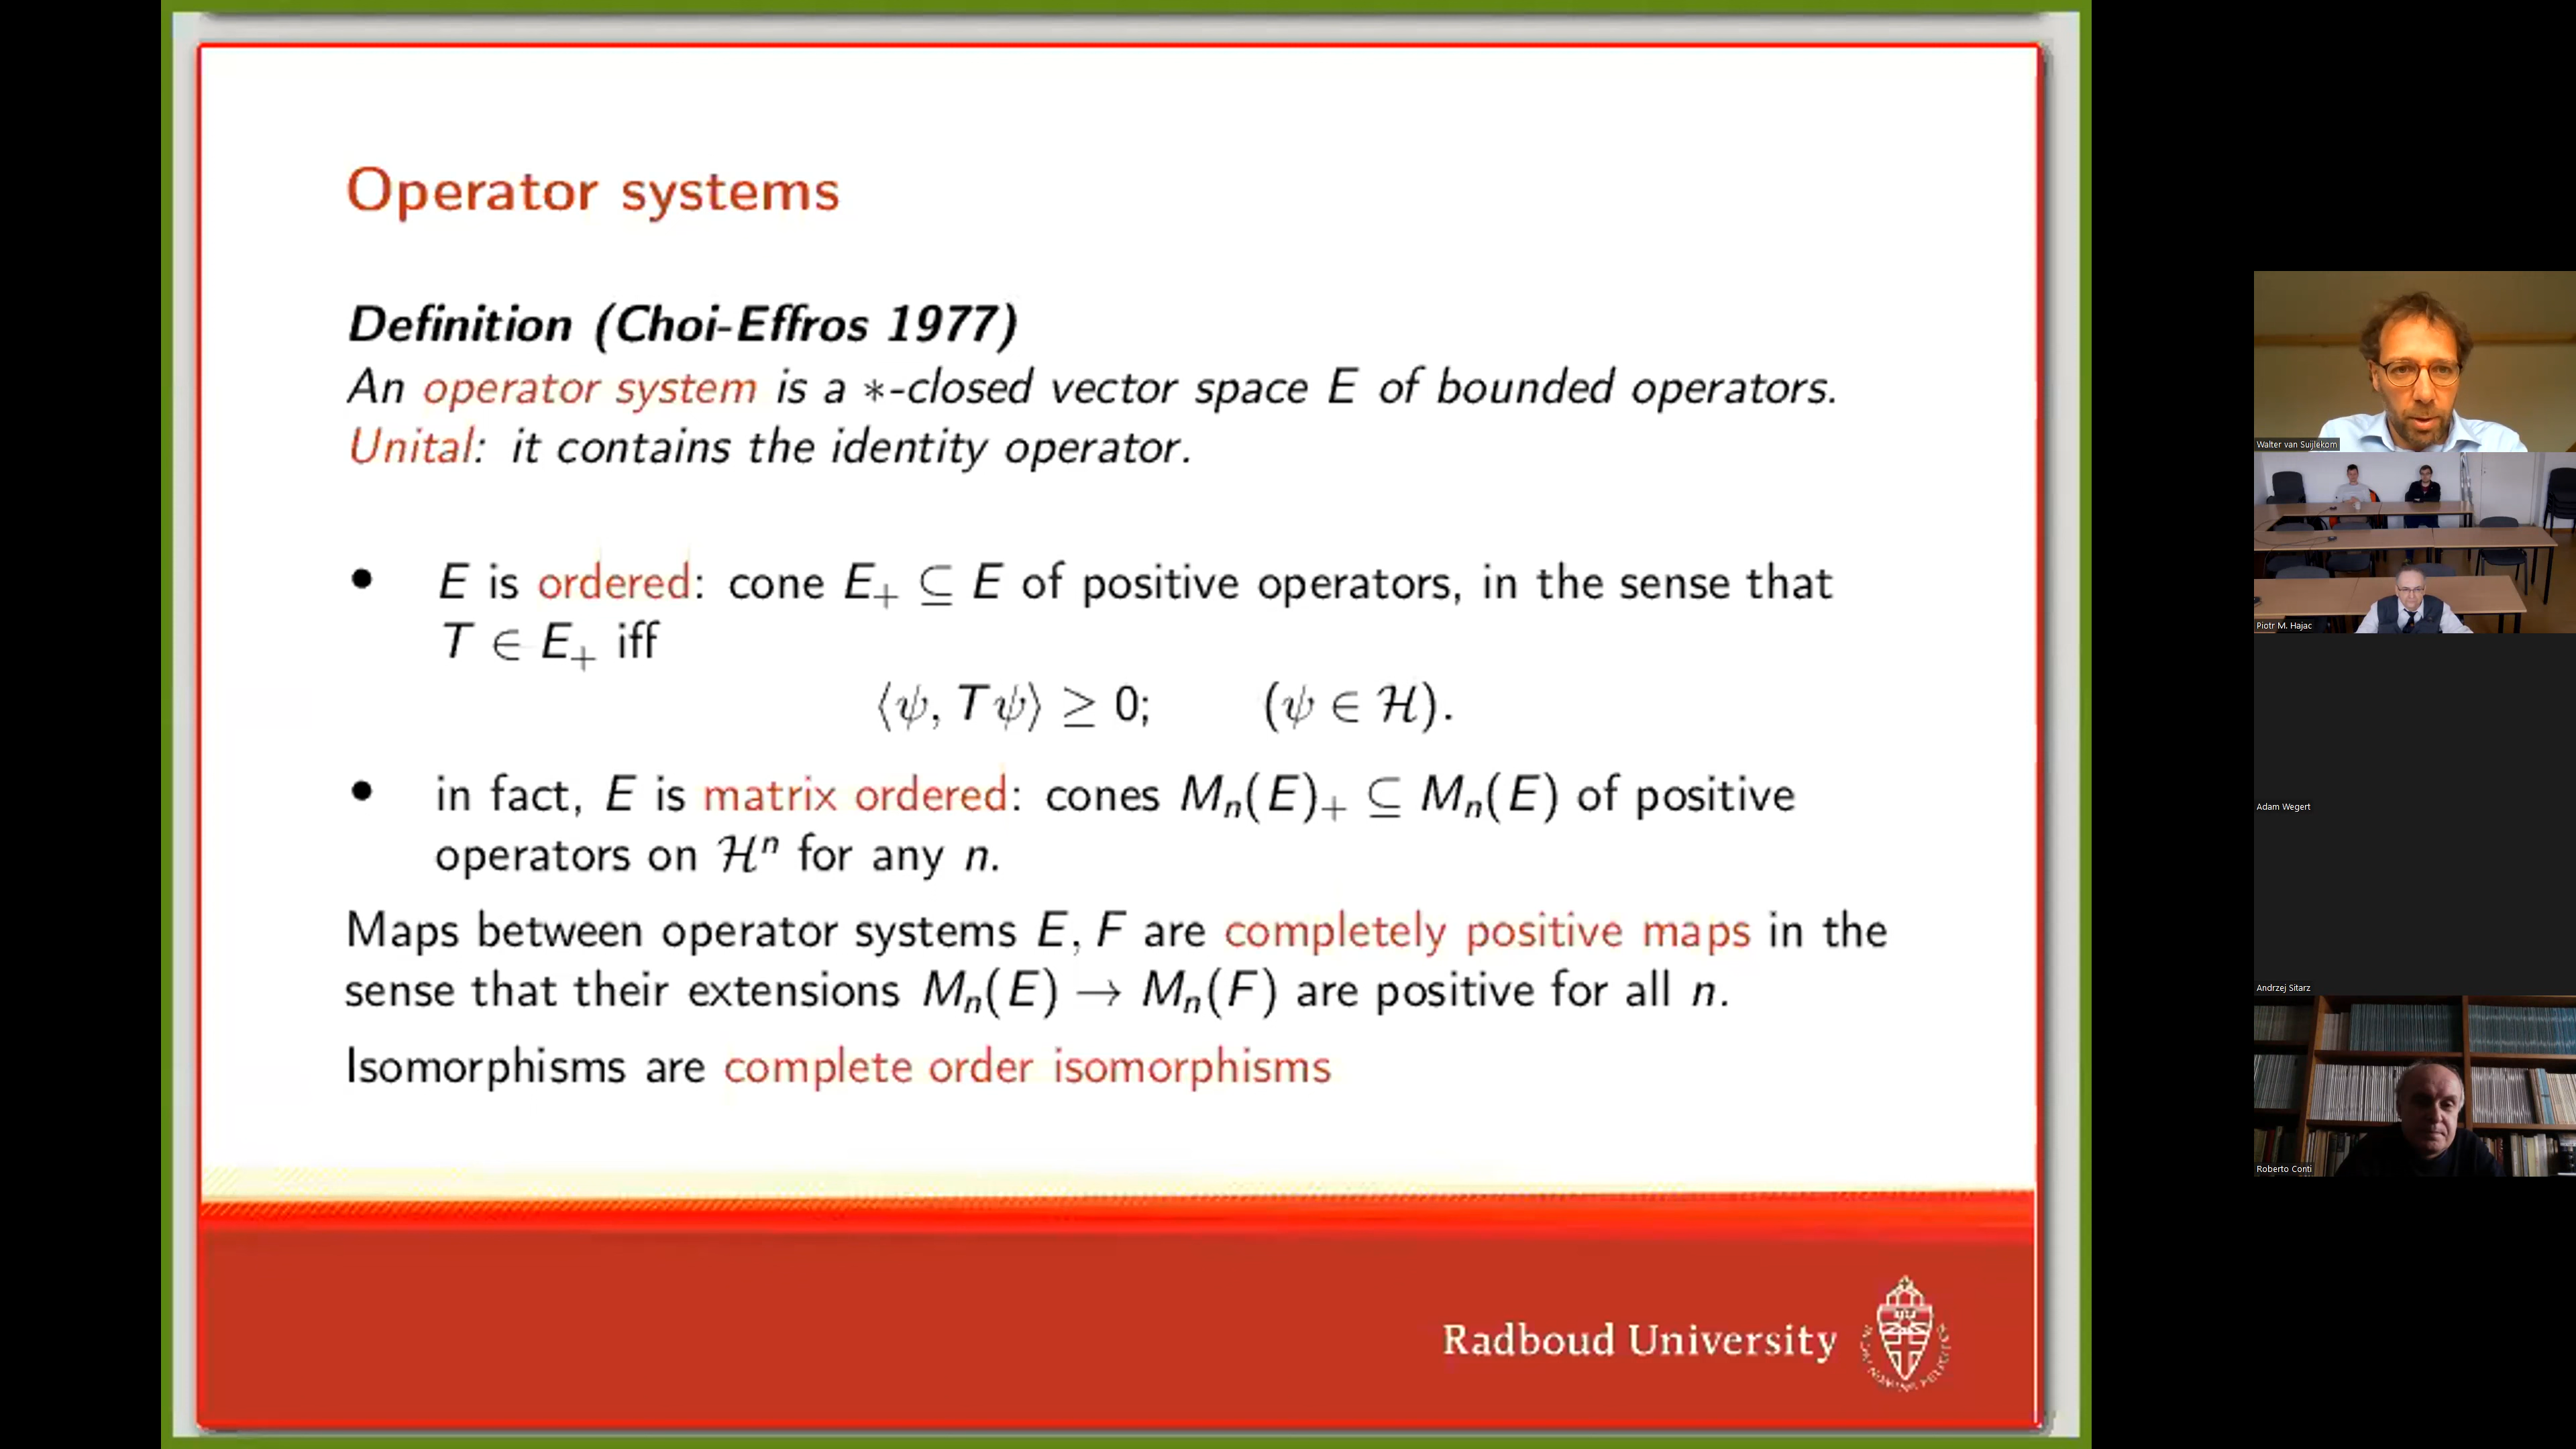 Operator systems
Definition (Choi-Effros 1977)
An operator system is a ∗-closed vector space E of bounded operators.
Unital: it contains the identity operator.
• E is ordered: cone E₊ ⊆ E of positive operators, in the sense that
T ∈ E₊ iff
⟨ψ, Tψ⟩ ≥ 0; (ψ ∈ ℋ).
• in fact, E is matrix ordered: cones Mₙ(E)₊ ⊆ Mₙ(E) of positive
operators on ℋⁿ for any n.
Maps between operator systems E, F are completely positive maps in the
sense that their extensions Mₙ(E) → Mₙ(F) are positive for all n.
Isomorphisms are complete order isomorphisms
Radboud University
Walter van Suijlekom
Piotr M. Hajac
Adam Wegert
Andrzej Sitarz
Roberto Conti